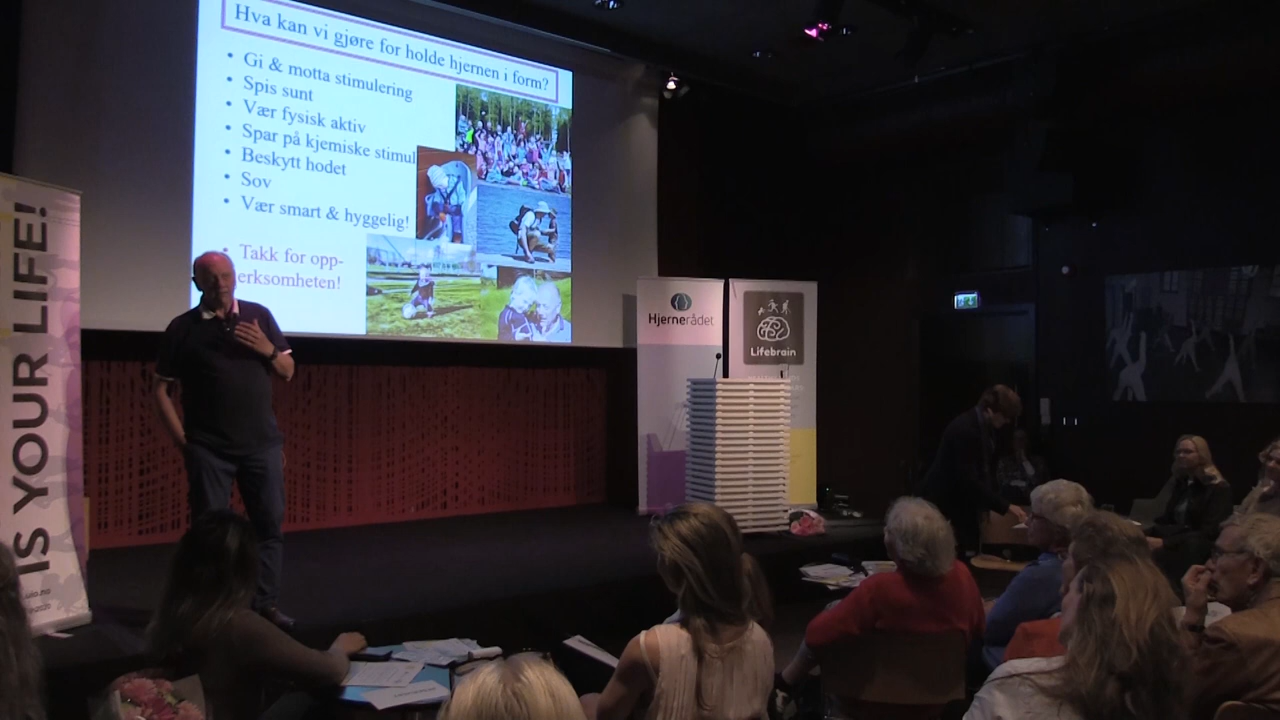 Hva kan vi gjøre for holde hjernen i form?
• Gi & motta stimulering
• Spis sunt
• Vær fysisk aktiv
• Spar på kjemiske stimul
• Beskytt hodet
• Sov
• Vær smart & hyggelig!
• Takk for opp-
erksomheten!
IS YOUR LIFE!
Hjernerådet
Lifebrain